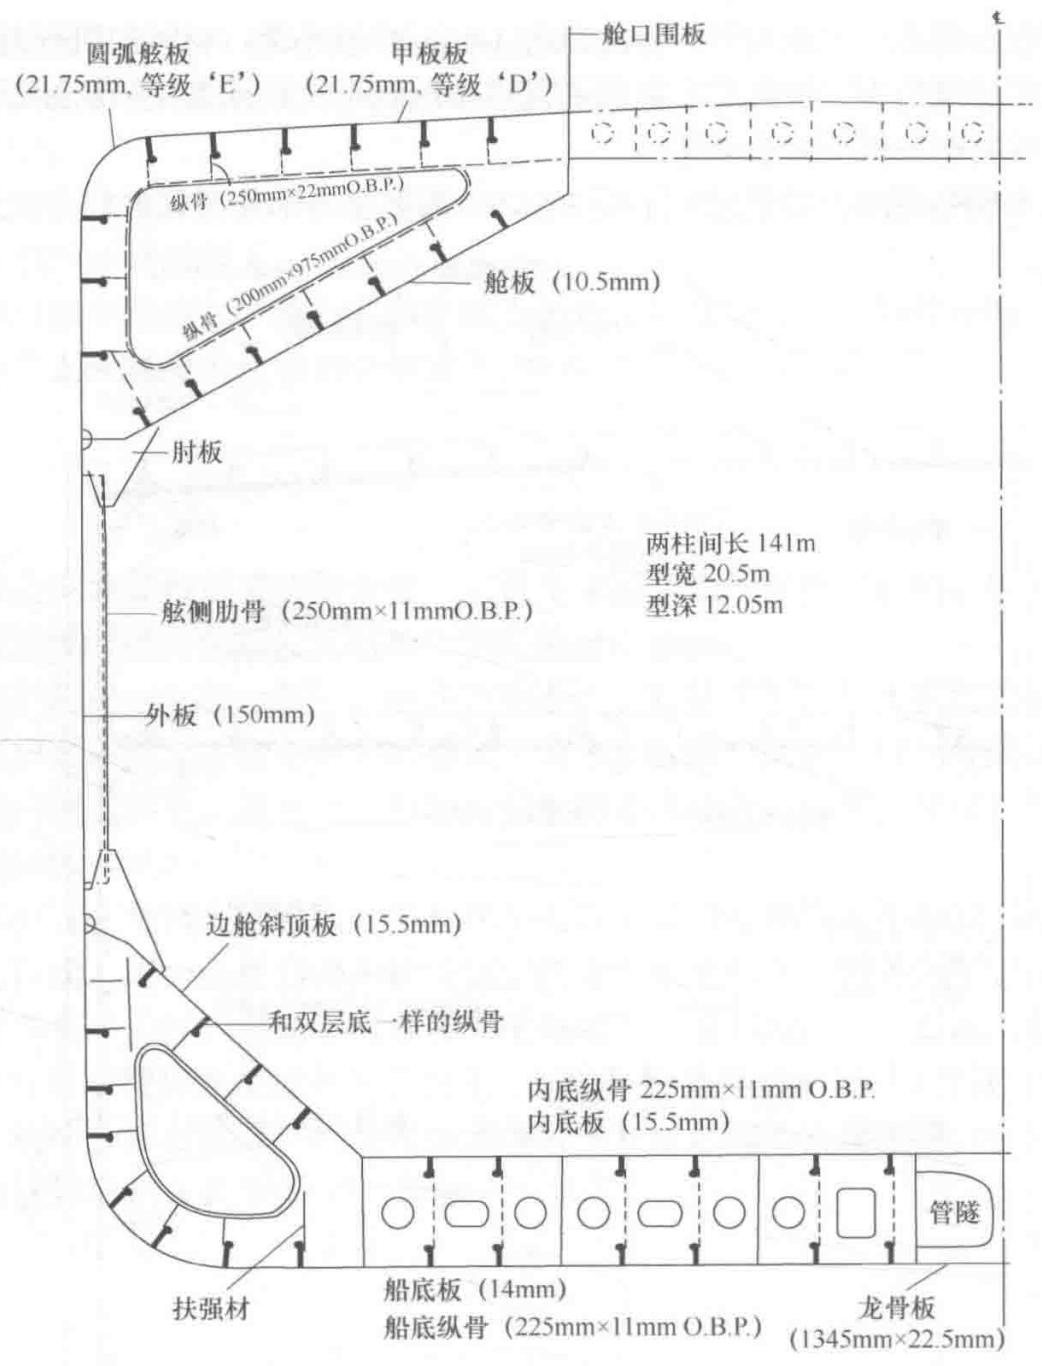 ℄
舱口围板
圆弧舷板
(21.75mm, 等级‘E’)
甲板板
(21.75mm, 等级‘D’)
纵骨 (250mm×22mmO.B.P.)
纵骨 (200mm×975mmO.B.P.)
舱板 (10.5mm)
肘板
两柱间长 141m
型宽 20.5m
型深 12.05m
舷侧肋骨 (250mm×11mmO.B.P.)
外板 (150mm)
边舱斜顶板 (15.5mm)
和双层底一样的纵骨
内底纵骨 225mm×11mm O.B.P.
内底板 (15.5mm)
管隧
扶强材
船底板 (14mm)
船底纵骨 (225mm×11mm O.B.P.)
龙骨板
(1345mm×22.5mm)